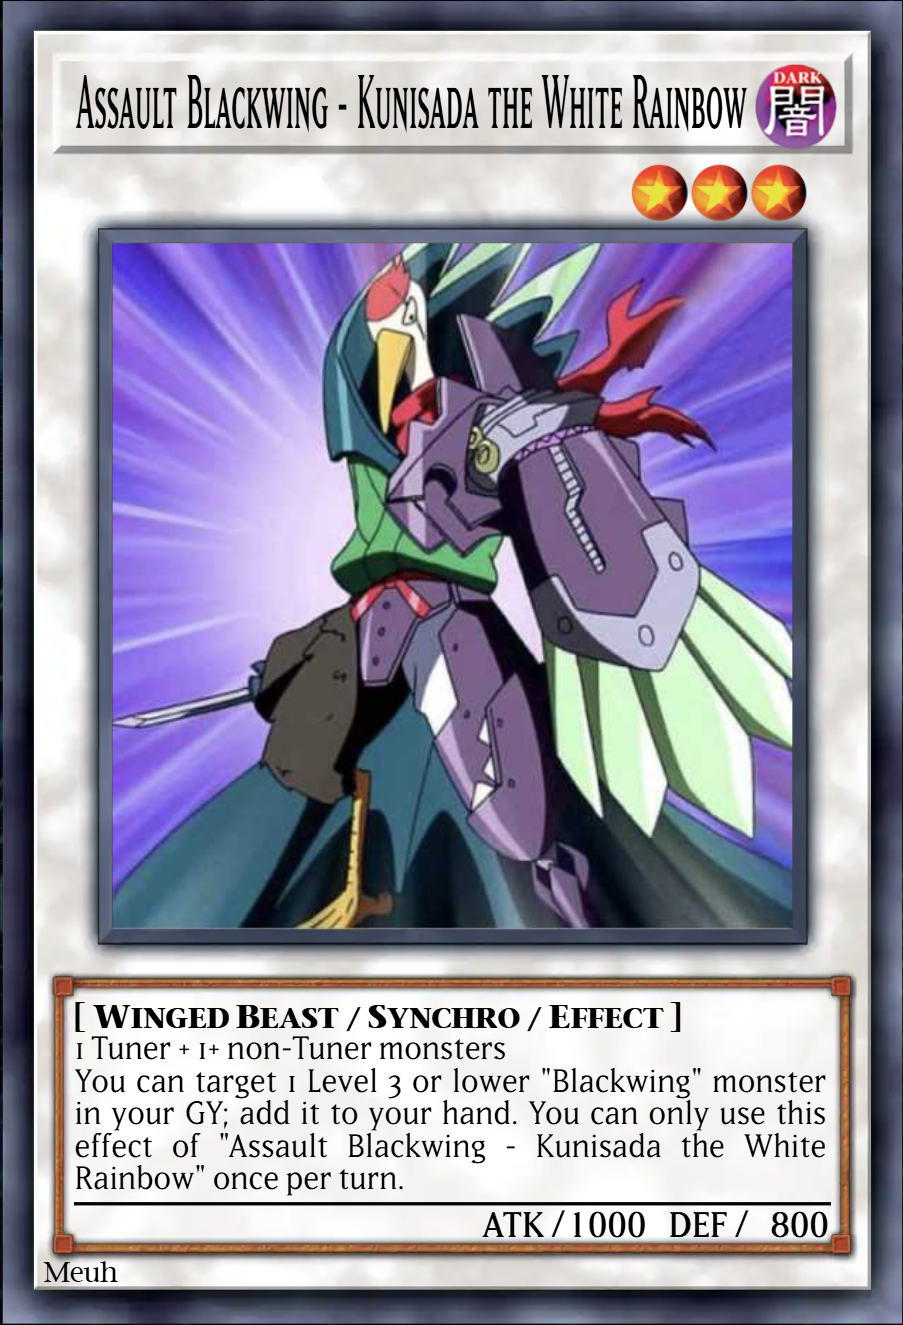 Assault Blackwing - Kunisada the White Rainbow
DARK
闇
[ Winged Beast / Synchro / Effect ]
1 Tuner + 1+ non-Tuner monsters
You can target 1 Level 3 or lower "Blackwing" monster
in your GY; add it to your hand. You can only use this
effect of "Assault Blackwing - Kunisada the White
Rainbow" once per turn.
ATK / 1000 DEF / 800
Meuh